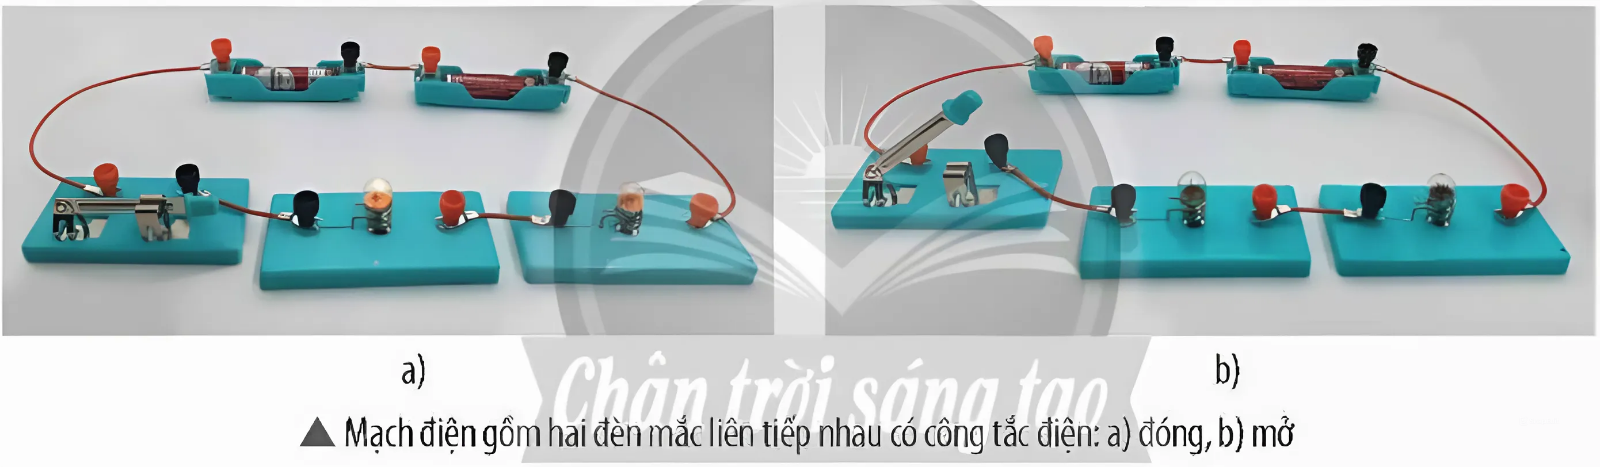 a)
b)
Chân trời sáng tạo
▲ Mạch điện gồm hai đèn mắc liên tiếp nhau có công tắc điện: a) đóng, b) mở